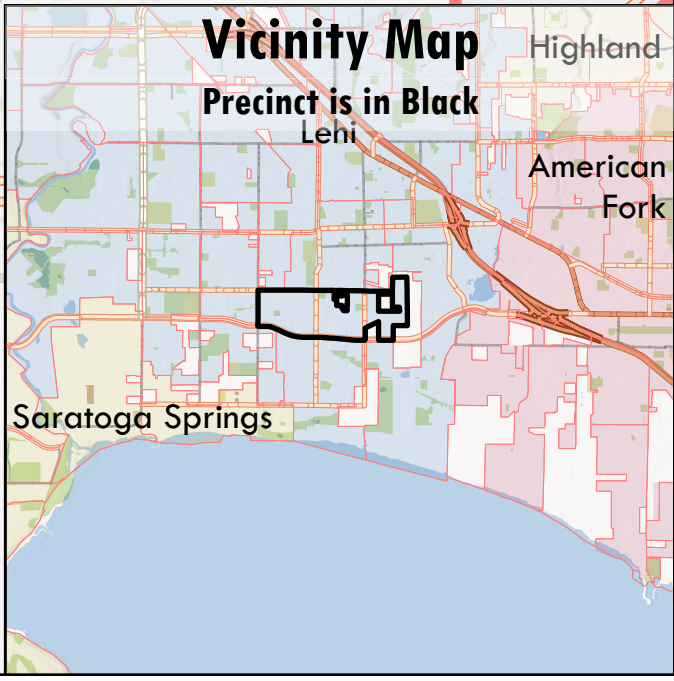 Vicinity Map
Highland
Precinct is in Black
Lehi
American
Fork
Saratoga Springs